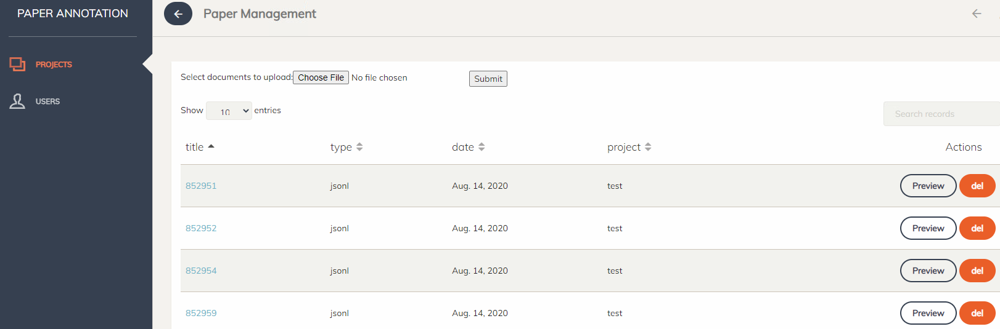 PAPER ANNOTATION
PROJECTS
USERS
Paper Management
Select documents to upload: Choose File No file chosen Submit
Show 10 entries
Search records
title type date project Actions
852951 jsonl Aug. 14, 2020 test Preview del
852952 jsonl Aug. 14, 2020 test Preview del
852954 jsonl Aug. 14, 2020 test Preview del
852959 jsonl Aug. 14, 2020 test Preview del